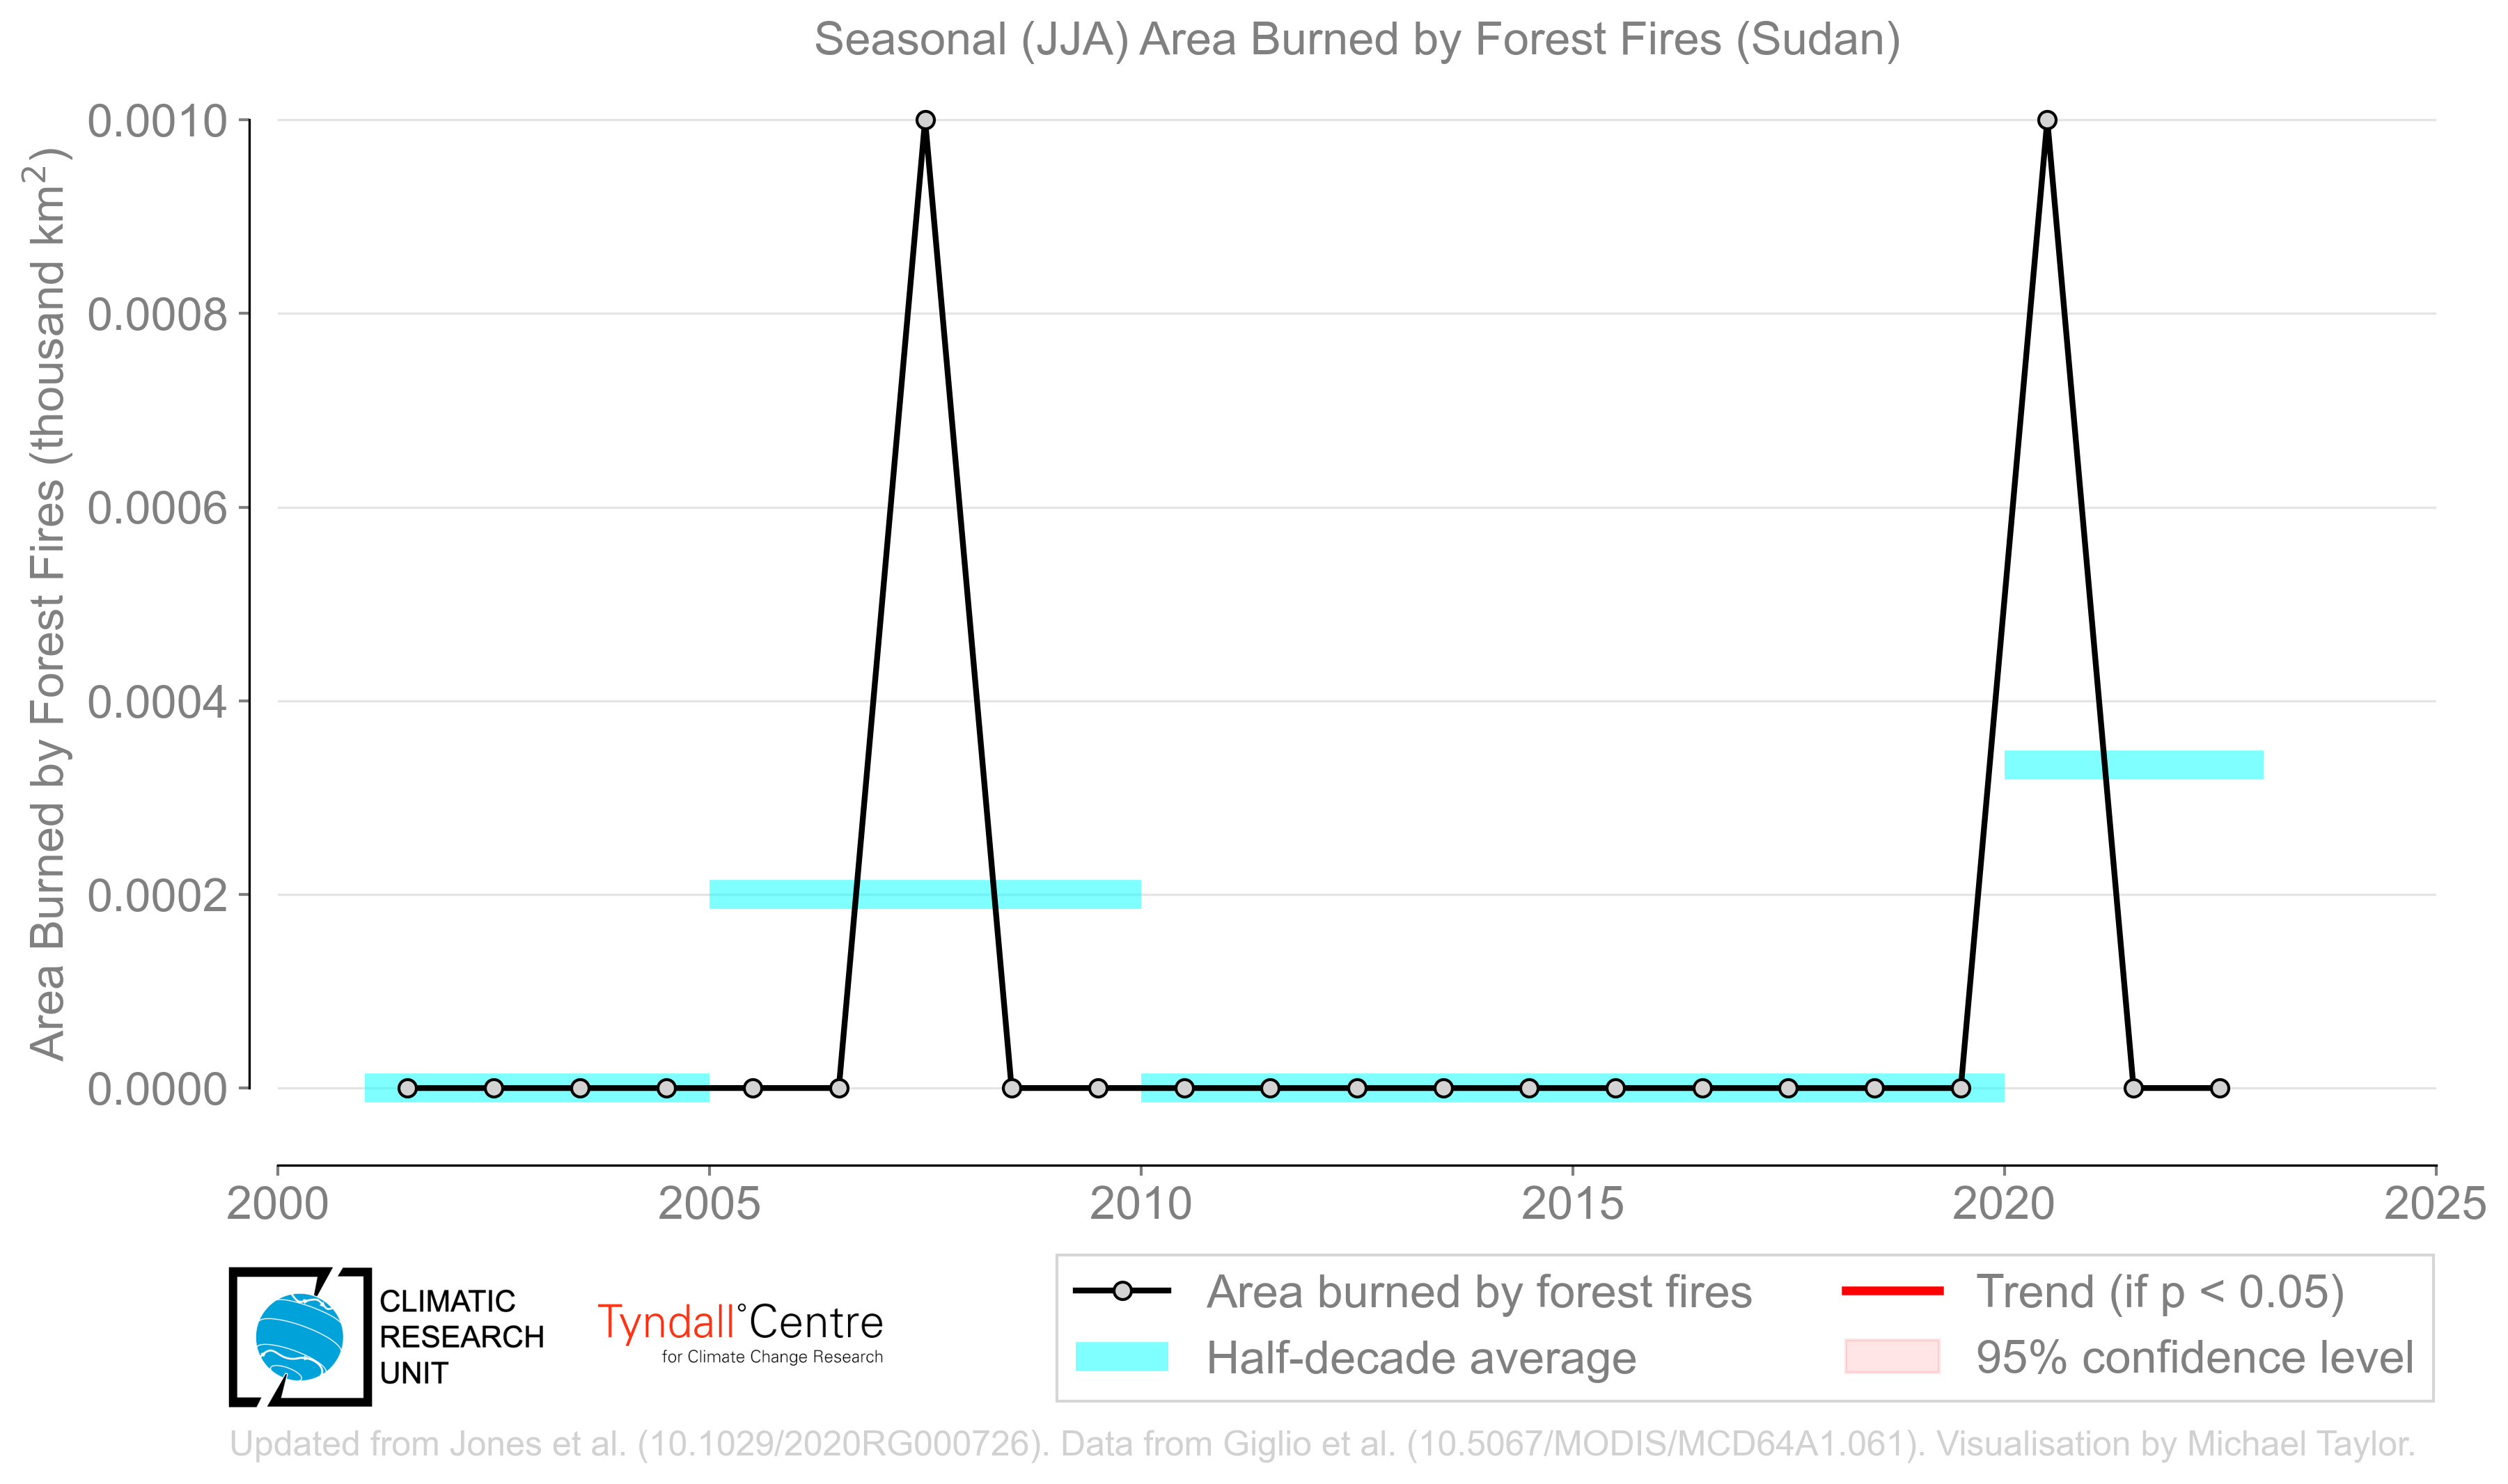 Seasonal (JJA) Area Burned by Forest Fires (Sudan)
Area Burned by Forest Fires (thousand km²)
0.0010
0.0008
0.0006
0.0004
0.0002
0.0000
2000 2005 2010 2015 2020 2025
CLIMATIC
RESEARCH
UNIT
Tyndall°Centre
for Climate Change Research
Area burned by forest fires
Half-decade average
Trend (if p < 0.05)
95% confidence level
Updated from Jones et al. (10.1029/2020RG000726). Data from Giglio et al. (10.5067/MODIS/MCD64A1.061). Visualisation by Michael Taylor.